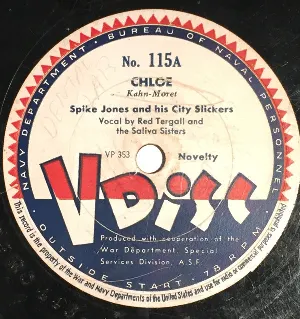 NAVY DEPARTMENT · BUREAU OF NAVAL PERSONNEL
No. 115A
CHLOE
Kahn-Moret
Spike Jones and his City Slickers
Vocal by Red Tergall and
the Saliva Sisters
VP 353
Novelty
V Disc
Produced with cooperation of the
War Department: Special
Services Division, A.S.F.
OUTSIDE START · 78 RPM
This record is the property of the War and Navy Departments of the United States and use for radio or commercial purposes is prohibited